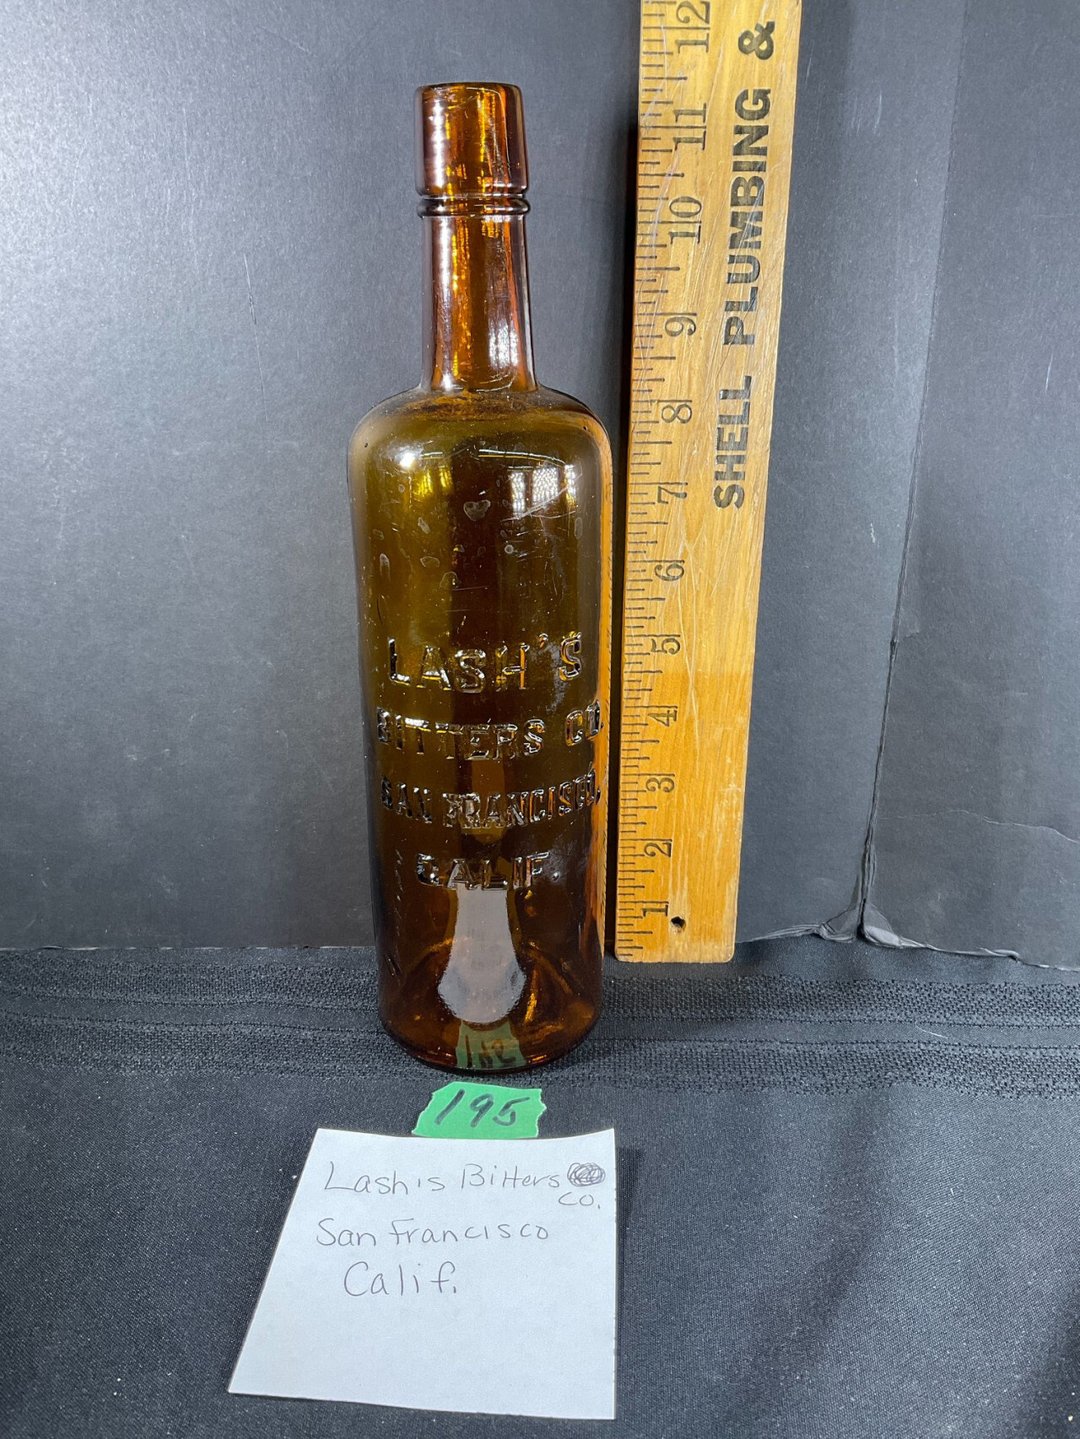 LASH'S
BITTERS CO.
SAN FRANCISCO,
CALIF.
12
11
10
9
8
7
6
5
4
3
2
1
SHELL PLUMBING &
195
Lash's Bitters
Co.
San Francisco
Calif.